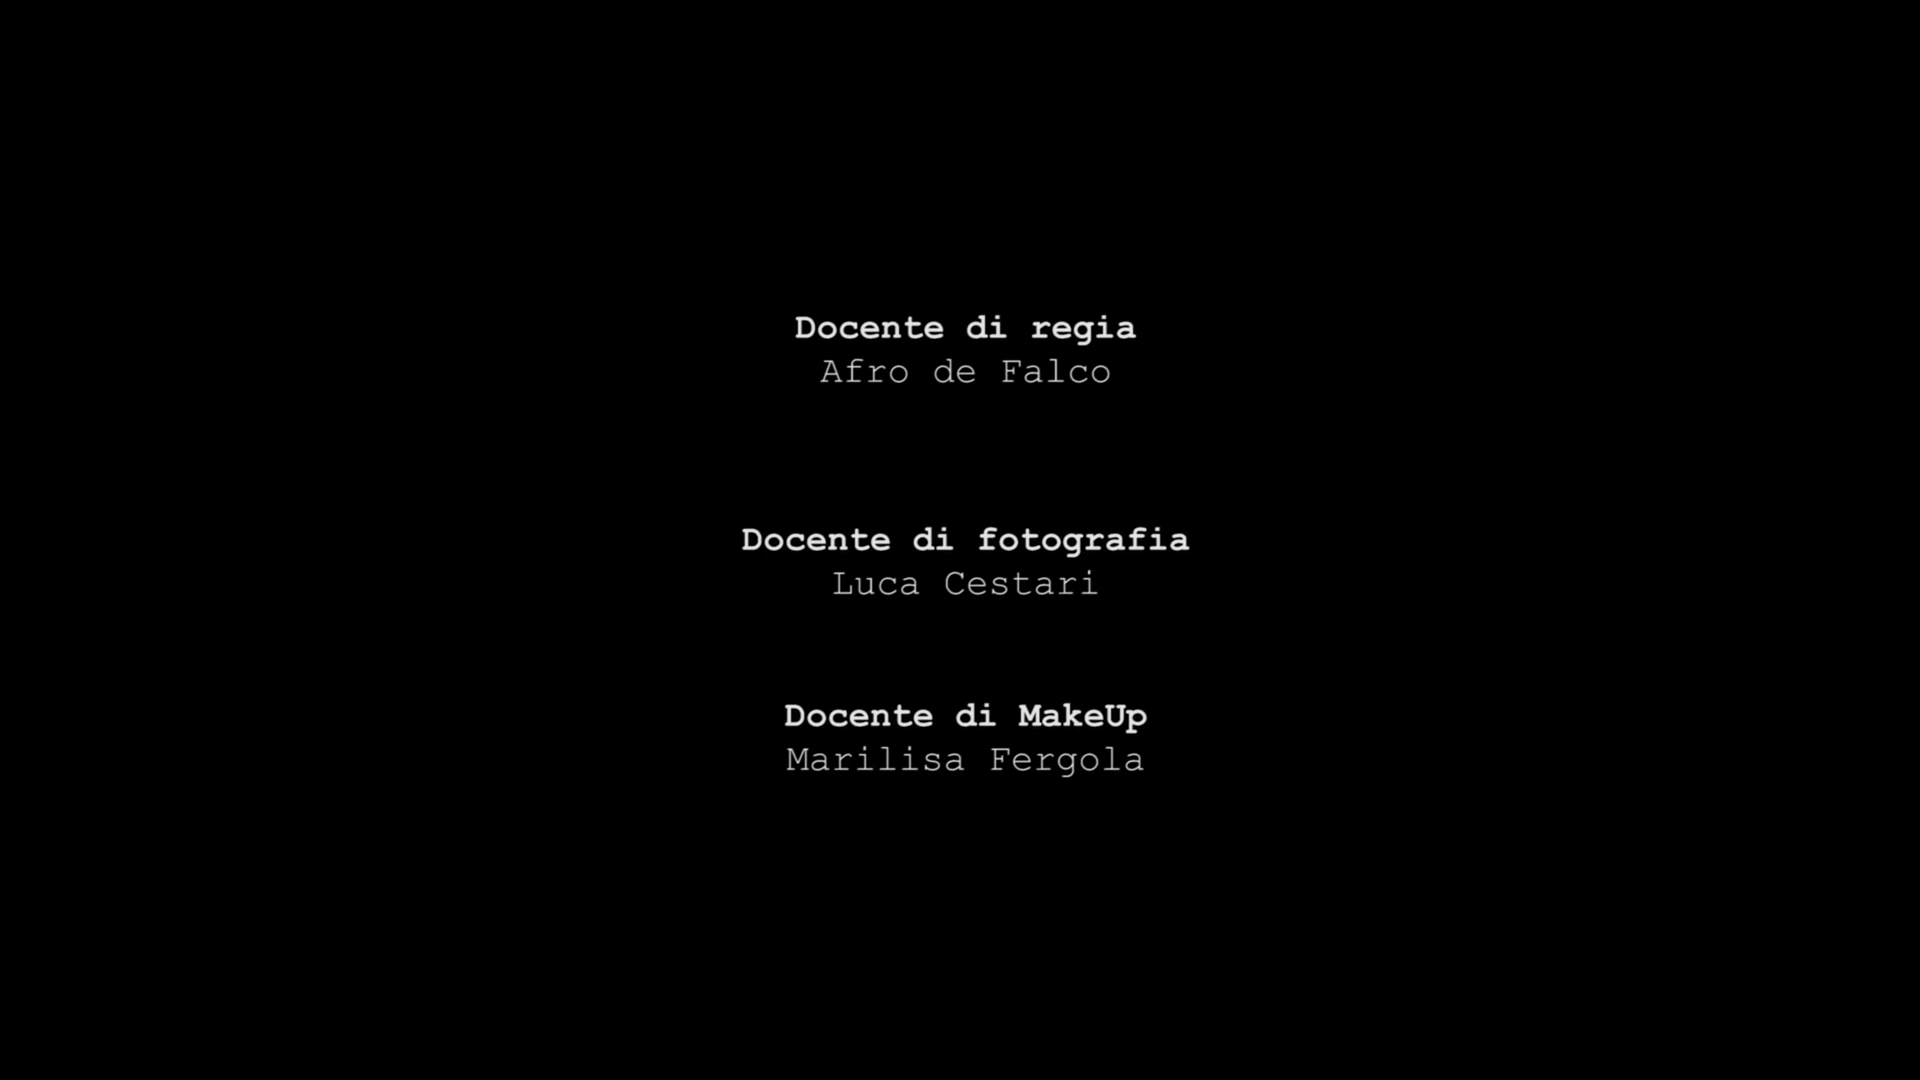 Docente di regia
Afro de Falco
Docente di fotografia
Luca Cestari
Docente di MakeUp
Marilisa Fergola